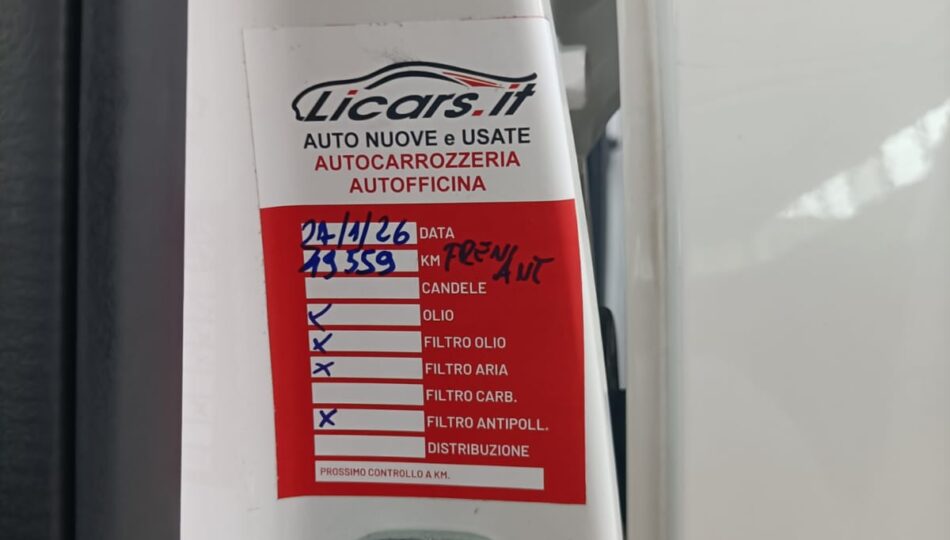 Licars.it
AUTO NUOVE e USATE
AUTOCARROZZERIA
AUTOFFICINA
27/1/26 DATA
19559 KM FRENI ANT
CANDELE
x OLIO
x FILTRO OLIO
x FILTRO ARIA
FILTRO CARB.
x FILTRO ANTIPOLL.
DISTRIBUZIONE
PROSSIMO CONTROLLO A KM.